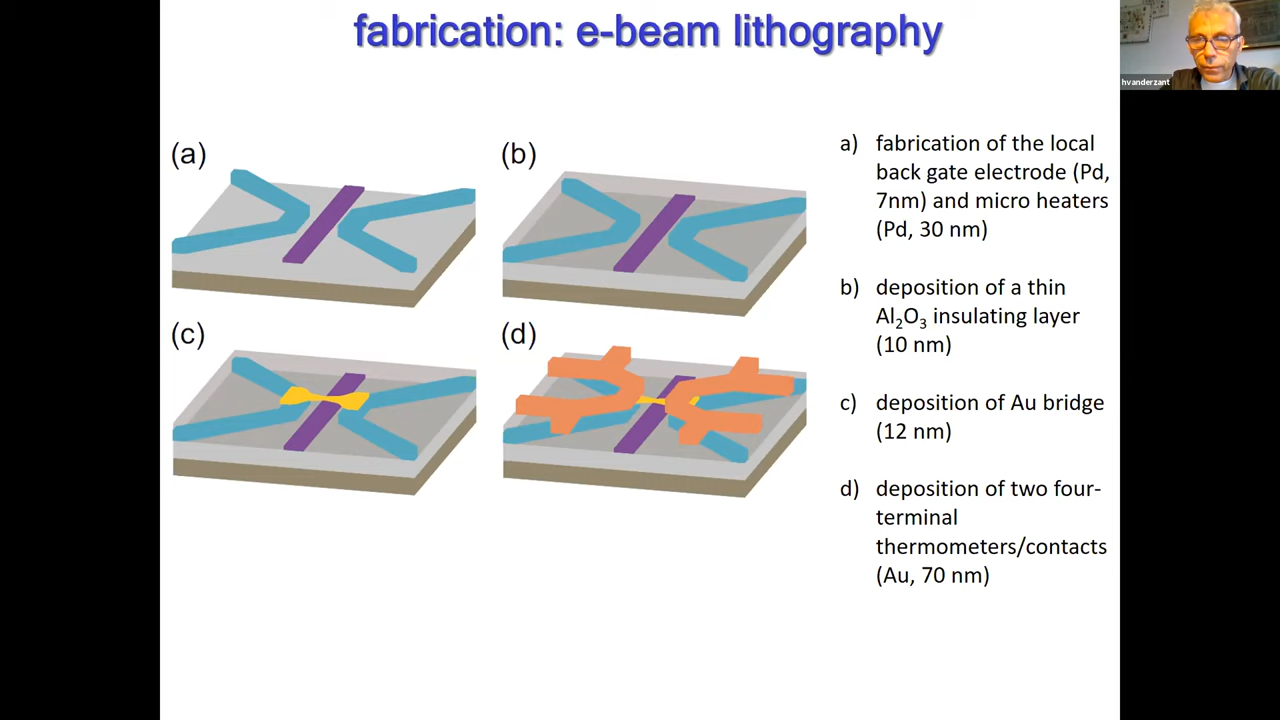 fabrication: e-beam lithography
hvanderzant
(a)
(b)
(c)
(d)
a) fabrication of the local
back gate electrode (Pd,
7nm) and micro heaters
(Pd, 30 nm)
b) deposition of a thin
Al₂O₃ insulating layer
(10 nm)
c) deposition of Au bridge
(12 nm)
d) deposition of two four-
terminal
thermometers/contacts
(Au, 70 nm)